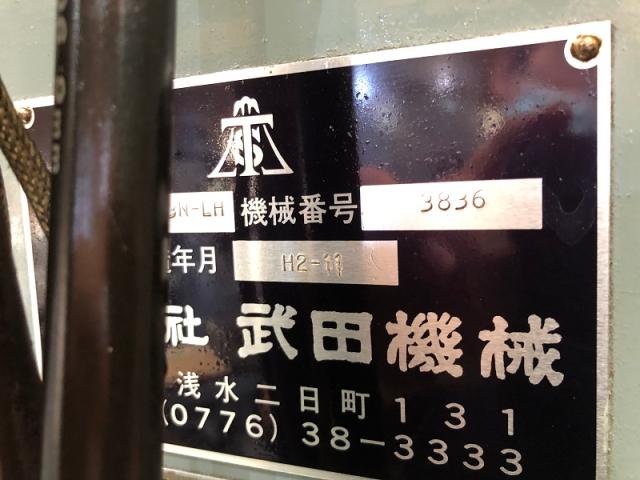 GN-LH 機械番号 3836
年月 H2-11
社 武田機械
浅水二日町131
(0776)38-3333